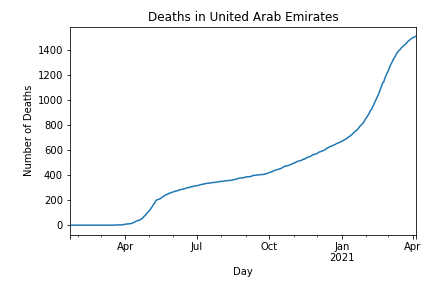 Deaths in United Arab Emirates
Number of Deaths
1400
1200
1000
800
600
400
200
0
Apr Jul Oct Jan Apr
2021
Day